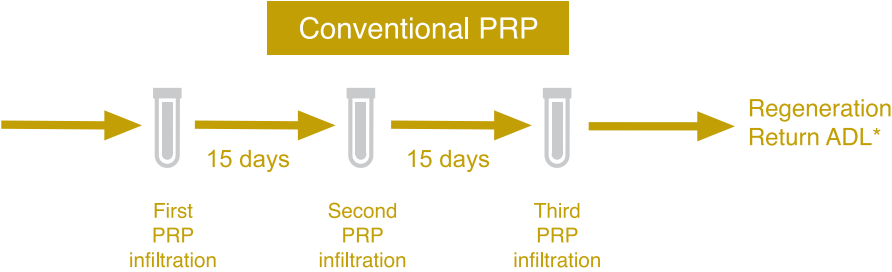 Conventional PRP
15 days
15 days
Regeneration
Return ADL*
First
PRP
infiltration
Second
PRP
infiltration
Third
PRP
infiltration